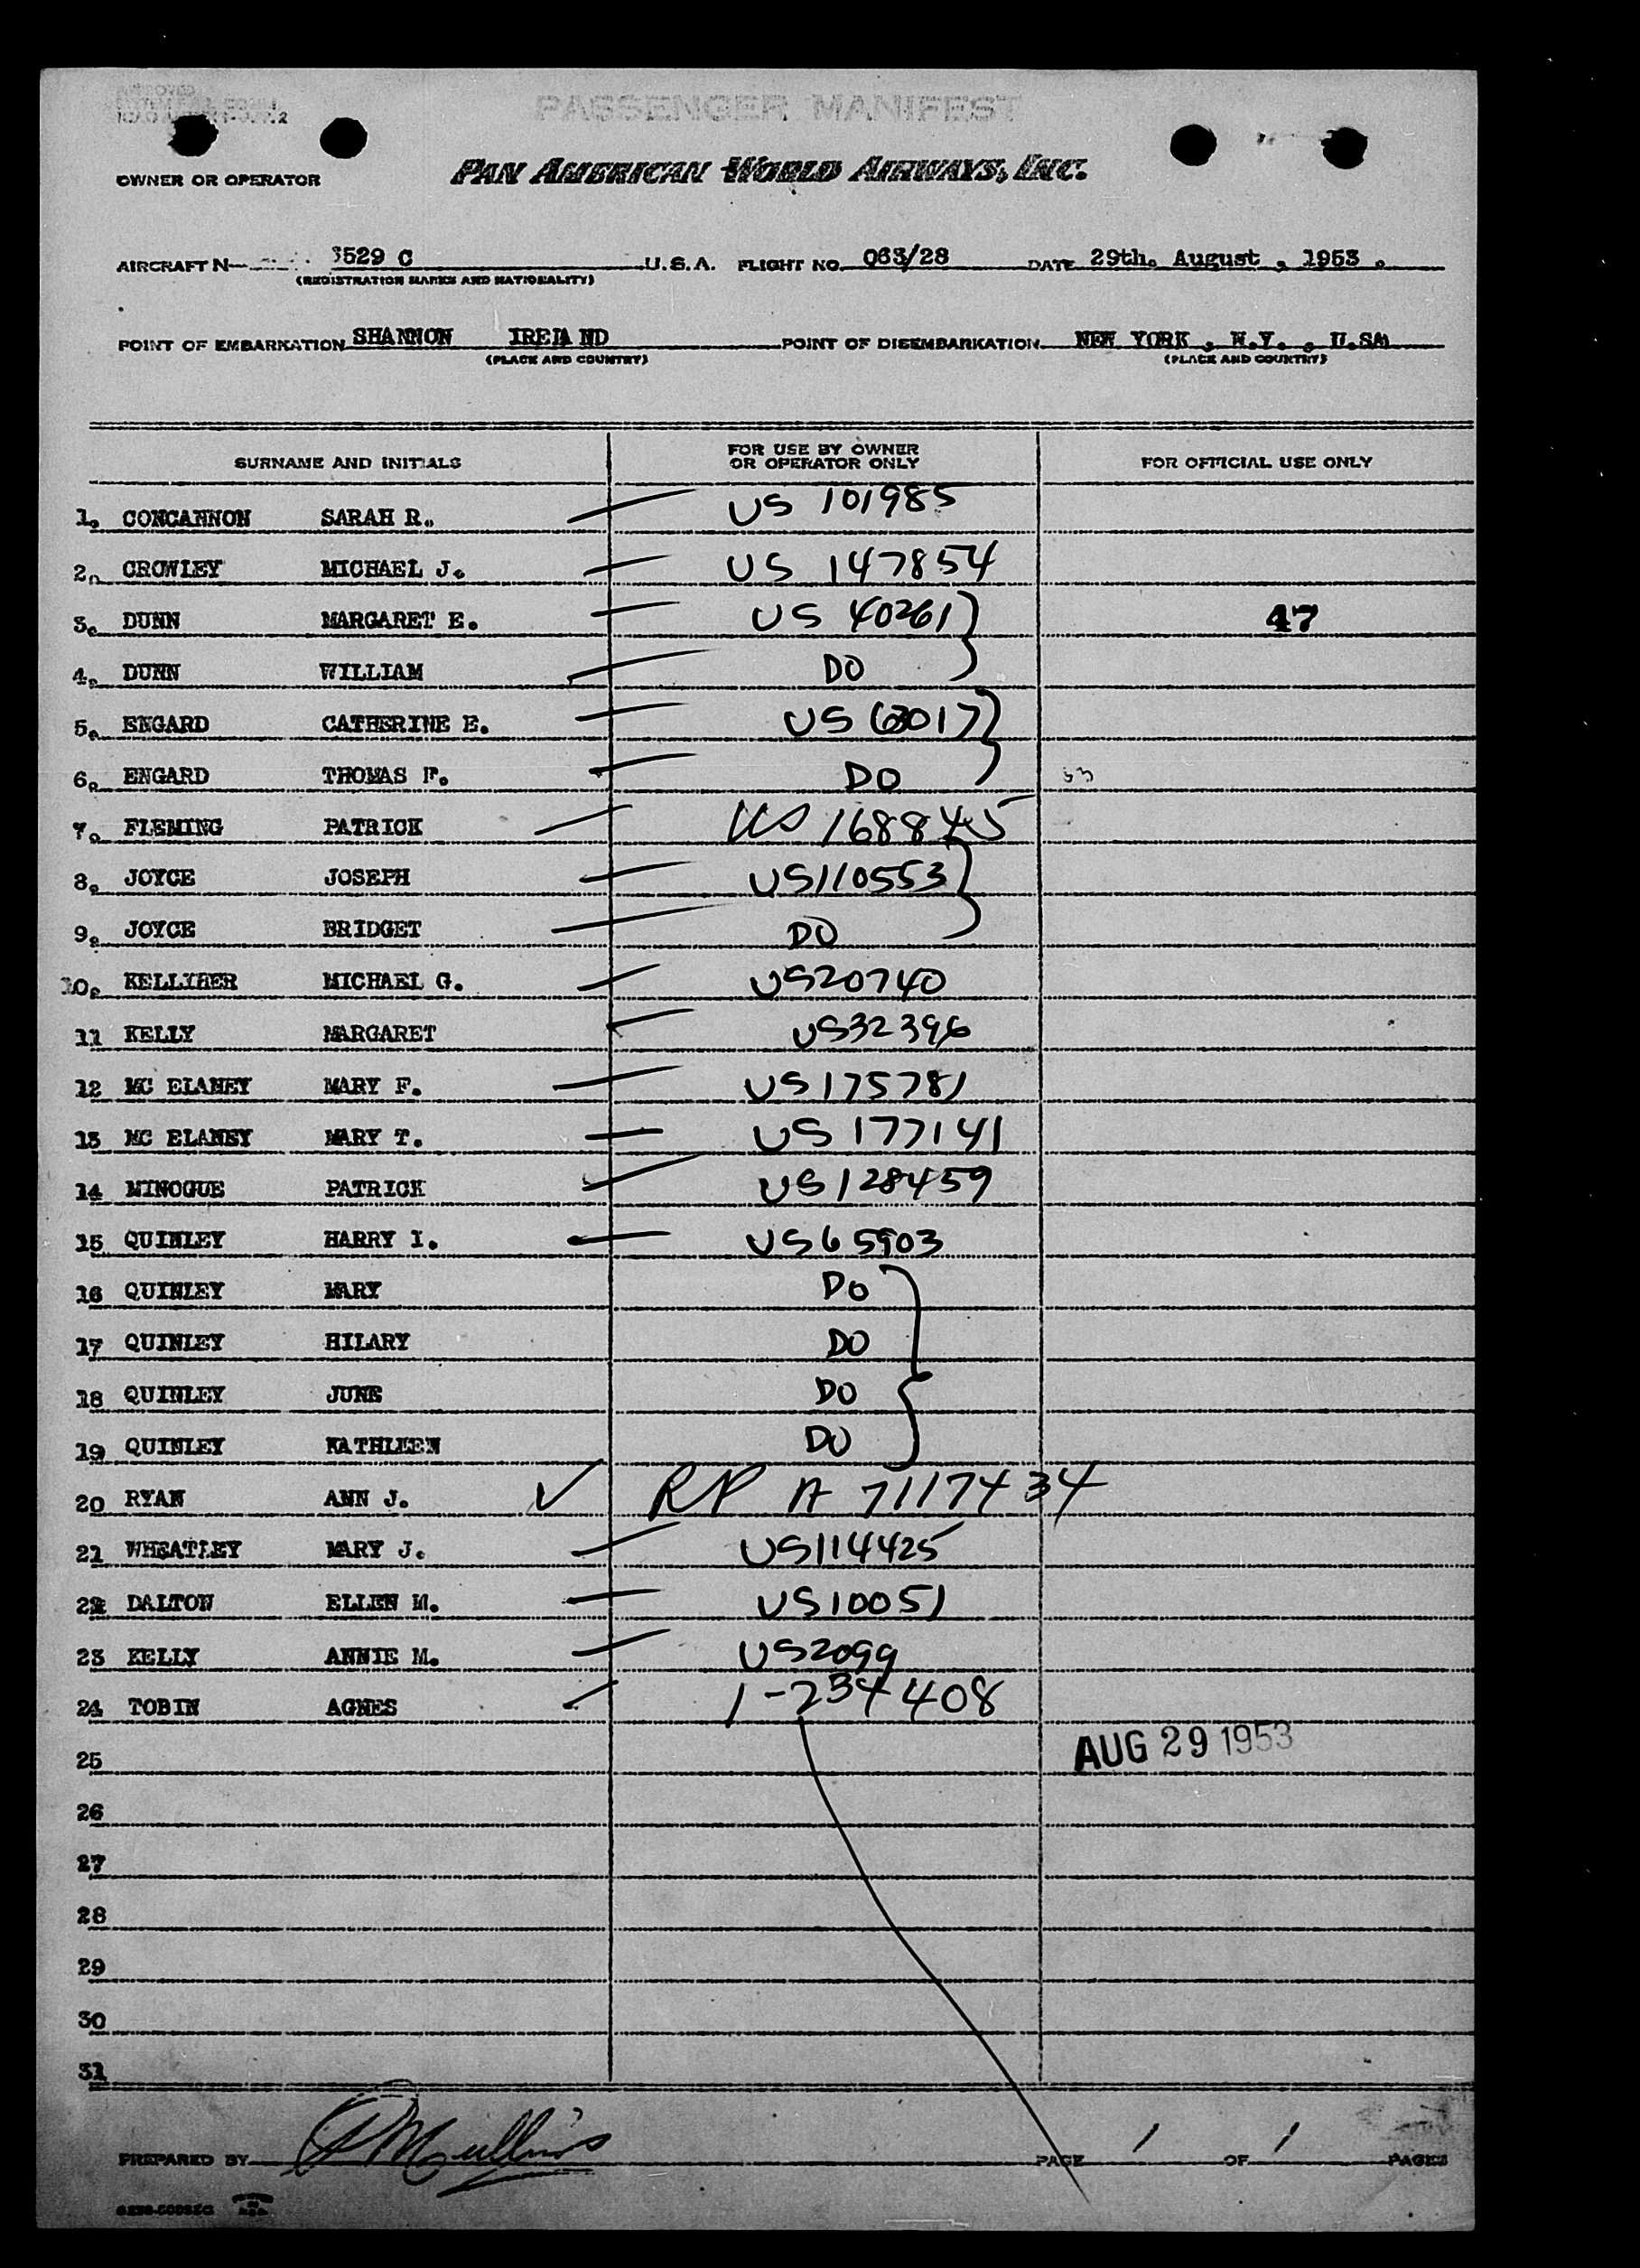 PASSENGER MANIFEST
OWNER OR OPERATOR PAN AMERICAN WORLD AIRWAYS, INC.
AIRCRAFT N— 3529 C U.S.A. FLIGHT NO. 063/28 DATE 29th. August , 1953 .
(REGISTRATION MARKS AND NATIONALITY)
POINT OF EMBARKATION SHANNON IRELAND POINT OF DISEMBARKATION NEW YORK , N.Y. , U.SA
(PLACE AND COUNTRY) (PLACE AND COUNTRY)
SURNAME AND INITIALS FOR USE BY OWNER OR OPERATOR ONLY FOR OFFICIAL USE ONLY
1. CONCANNON SARAH R. US 101985
2. CROWLEY MICHAEL J. US 147854
3. DUNN MARGARET E. US 40261 47
4. DUNN WILLIAM DO
5. ENGARD CATHERINE E. US 63017
6. ENGARD THOMAS F. DO
7. FLEMING PATRICK US 168845
8. JOYCE JOSEPH US110553
9. JOYCE BRIDGET DO
10. KELLIHER MICHAEL G. US20740
11 KELLY MARGARET US32396
12 MC ELANEY MARY F. US175781
13 MC ELANEY MARY T. US 177141
14 MINOGUE PATRICK US128459
15 QUINLEY HARRY I. US65903
16 QUINLEY MARY DO
17 QUINLEY HILARY DO
18 QUINLEY JUNE DO
19 QUINLEY KATHLEEN DO
20 RYAN ANN J. RP A 7117434
21 WHEATLEY MARY J. US114425
22 DALTON ELLEN M. US10051
23 KELLY ANNIE M. US2099
24 TOBIN AGNES 1-234408
25 AUG 29 1953
26
27
28
29
30
31
PREPARED BY Mullins PAGE 1 OF 1 PAGES